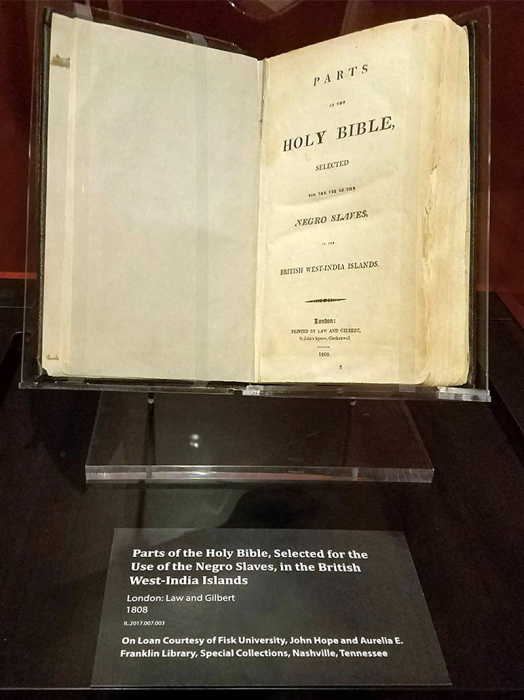 PARTS
OF THE
HOLY BIBLE,
SELECTED
FOR THE USE OF THE
NEGRO SLAVES,
IN THE
BRITISH WEST-INDIA ISLANDS.
London:
PRINTED BY LAW AND GILBERT,
St. John's Square, Clerkenwell.
1808.
Parts of the Holy Bible, Selected for the
Use of the Negro Slaves, in the British
West-India Islands
London: Law and Gilbert
1808
IL.2017.007.003
On Loan Courtesy of Fisk University, John Hope and Aurelia E.
Franklin Library, Special Collections, Nashville, Tennessee